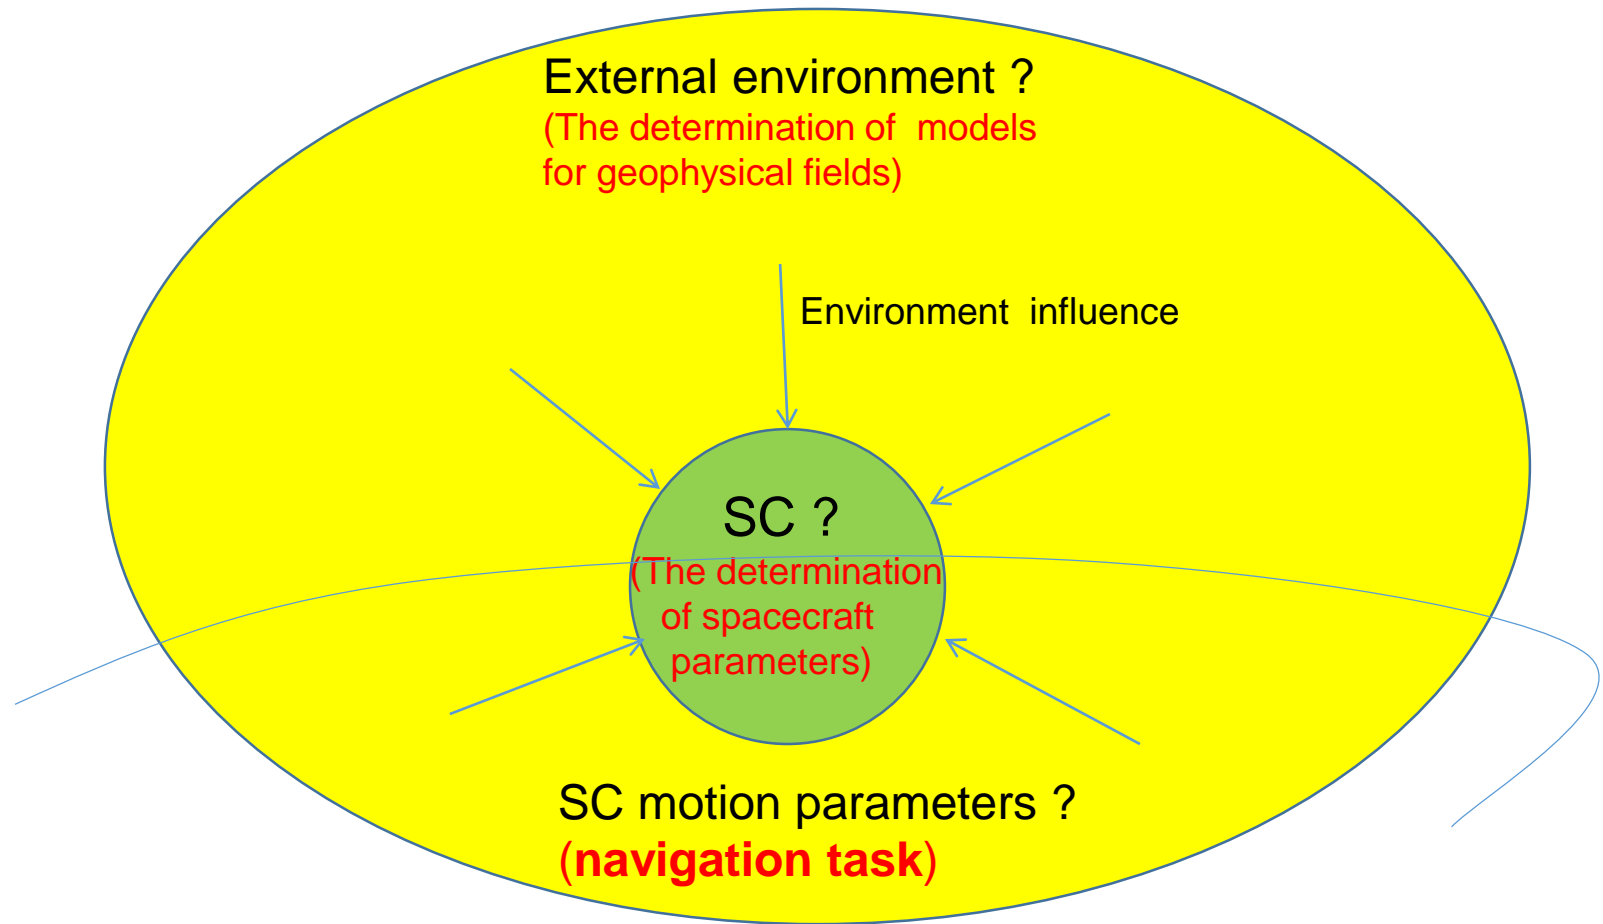 External environment ?
(The determination of models
for geophysical fields)
Environment influence
SC ?
(The determination
of spacecraft
parameters)
SC motion parameters ?
(navigation task)